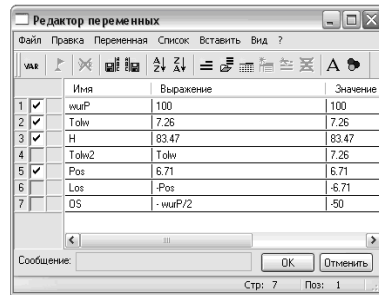 Редактор переменных
Файл Правка Переменная Список Вставить Вид ?
VAR
Имя Выражение Значение
1 wurP 100 100
2 Tolw 7.26 7.26
3 H 83.47 83.47
4 Tolw2 Tolw 7.26
5 Pos 6.71 6.71
6 Los -Pos -6.71
7 OS - wurP/2 -50
Сообщение: OK Отменить
Стр: 7 Поз: 1